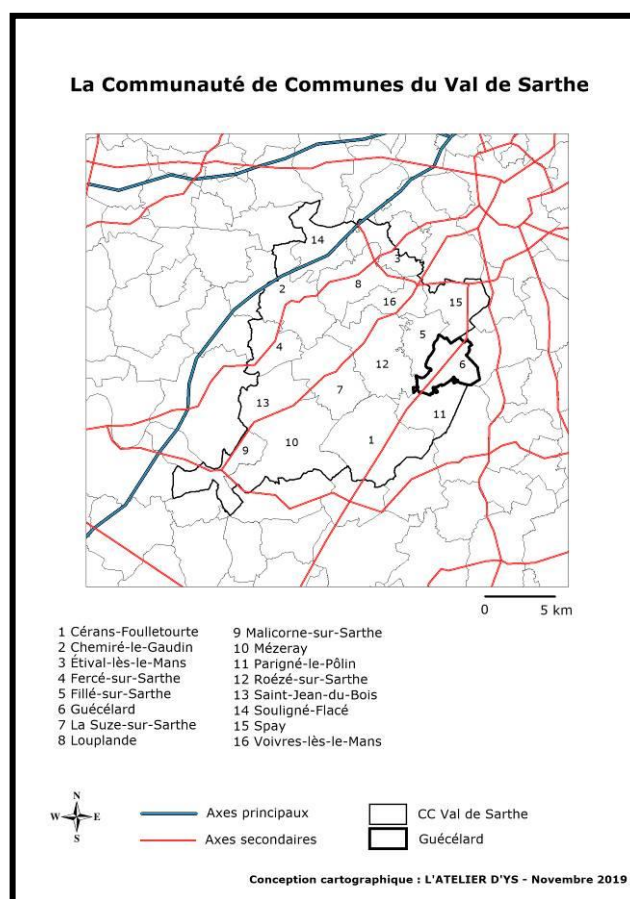 La Communauté de Communes du Val de Sarthe
14
3
2
8
16
15
5
4
6
12
7
13
11
1
10
9
0 5 km
1 Cérans-Foulletourte
2 Chemiré-le-Gaudin
3 Étival-lès-le-Mans
4 Fercé-sur-Sarthe
5 Fillé-sur-Sarthe
6 Guécélard
7 La Suze-sur-Sarthe
8 Louplande
9 Malicorne-sur-Sarthe
10 Mézeray
11 Parigné-le-Pôlin
12 Roézé-sur-Sarthe
13 Saint-Jean-du-Bois
14 Souligné-Flacé
15 Spay
16 Voivres-lès-le-Mans
N
W E
S
Axes principaux
Axes secondaires
CC Val de Sarthe
Guécélard
Conception cartographique : L'ATELIER D'YS - Novembre 2019